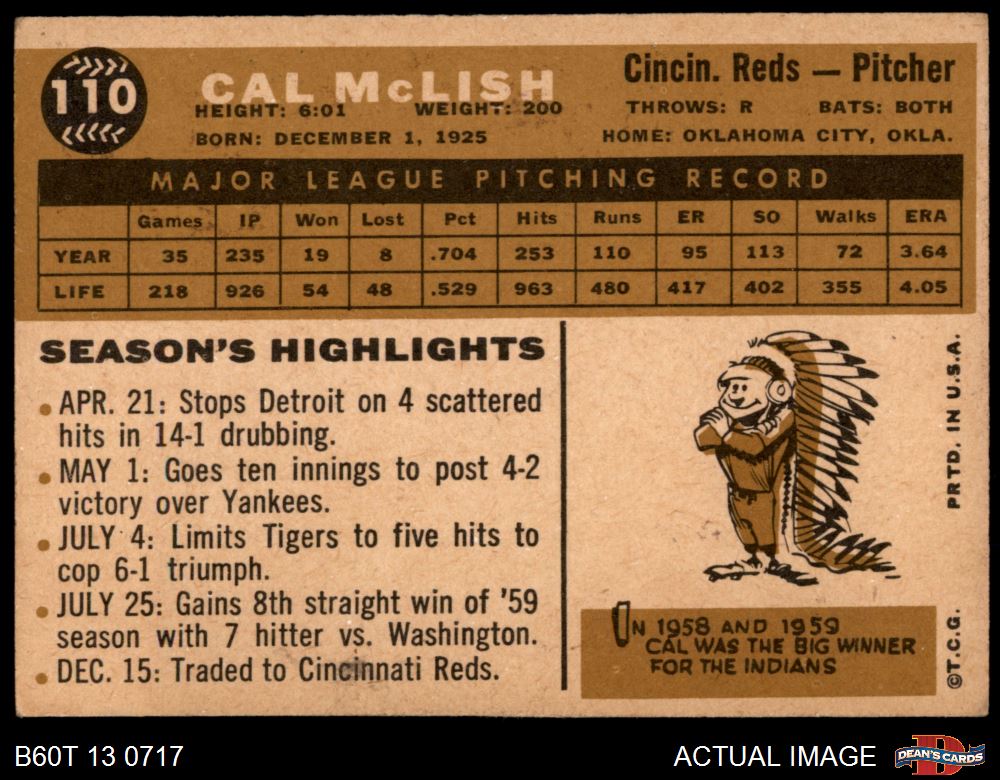 110
CAL McLISH
Cincin. Reds — Pitcher
HEIGHT: 6:01 WEIGHT: 200 THROWS: R BATS: BOTH
BORN: DECEMBER 1, 1925 HOME: OKLAHOMA CITY, OKLA.
MAJOR LEAGUE PITCHING RECORD
Games IP Won Lost Pct Hits Runs ER SO Walks ERA
YEAR 35 235 19 8 .704 253 110 95 113 72 3.64
LIFE 218 926 54 48 .529 963 480 417 402 355 4.05
SEASON'S HIGHLIGHTS
• APR. 21: Stops Detroit on 4 scattered
hits in 14-1 drubbing.
• MAY 1: Goes ten innings to post 4-2
victory over Yankees.
• JULY 4: Limits Tigers to five hits to
cop 6-1 triumph.
• JULY 25: Gains 8th straight win of '59
season with 7 hitter vs. Washington.
• DEC. 15: Traded to Cincinnati Reds.
IN 1958 AND 1959
CAL WAS THE BIG WINNER
FOR THE INDIANS
©T.C.G. PRTD. IN U.S.A.
B60T 13 0717
ACTUAL IMAGE
DEAN'S CARDS